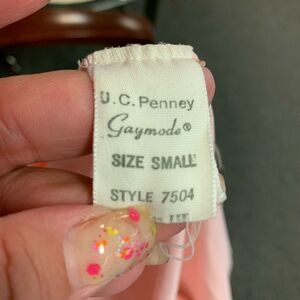 J.C. Penney
Gaymode®
SIZE SMALL
STYLE 7504